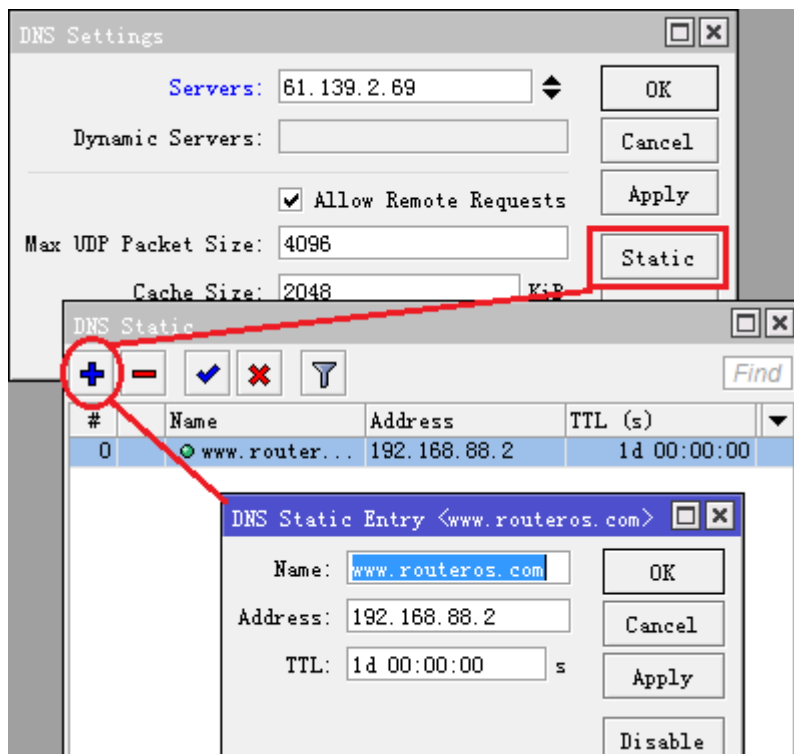 DNS Settings
Servers: 61.139.2.69
OK
Dynamic Servers:
Cancel
Allow Remote Requests
Apply
Max UDP Packet Size: 4096
Static
Cache Size: 2048 KiB
DNS Static
Find
# Name Address TTL (s)
0 www.router... 192.168.88.2 1d 00:00:00
DNS Static Entry <www.routeros.com>
Name: www.routeros.com
OK
Address: 192.168.88.2
Cancel
TTL: 1d 00:00:00 s
Apply
Disable